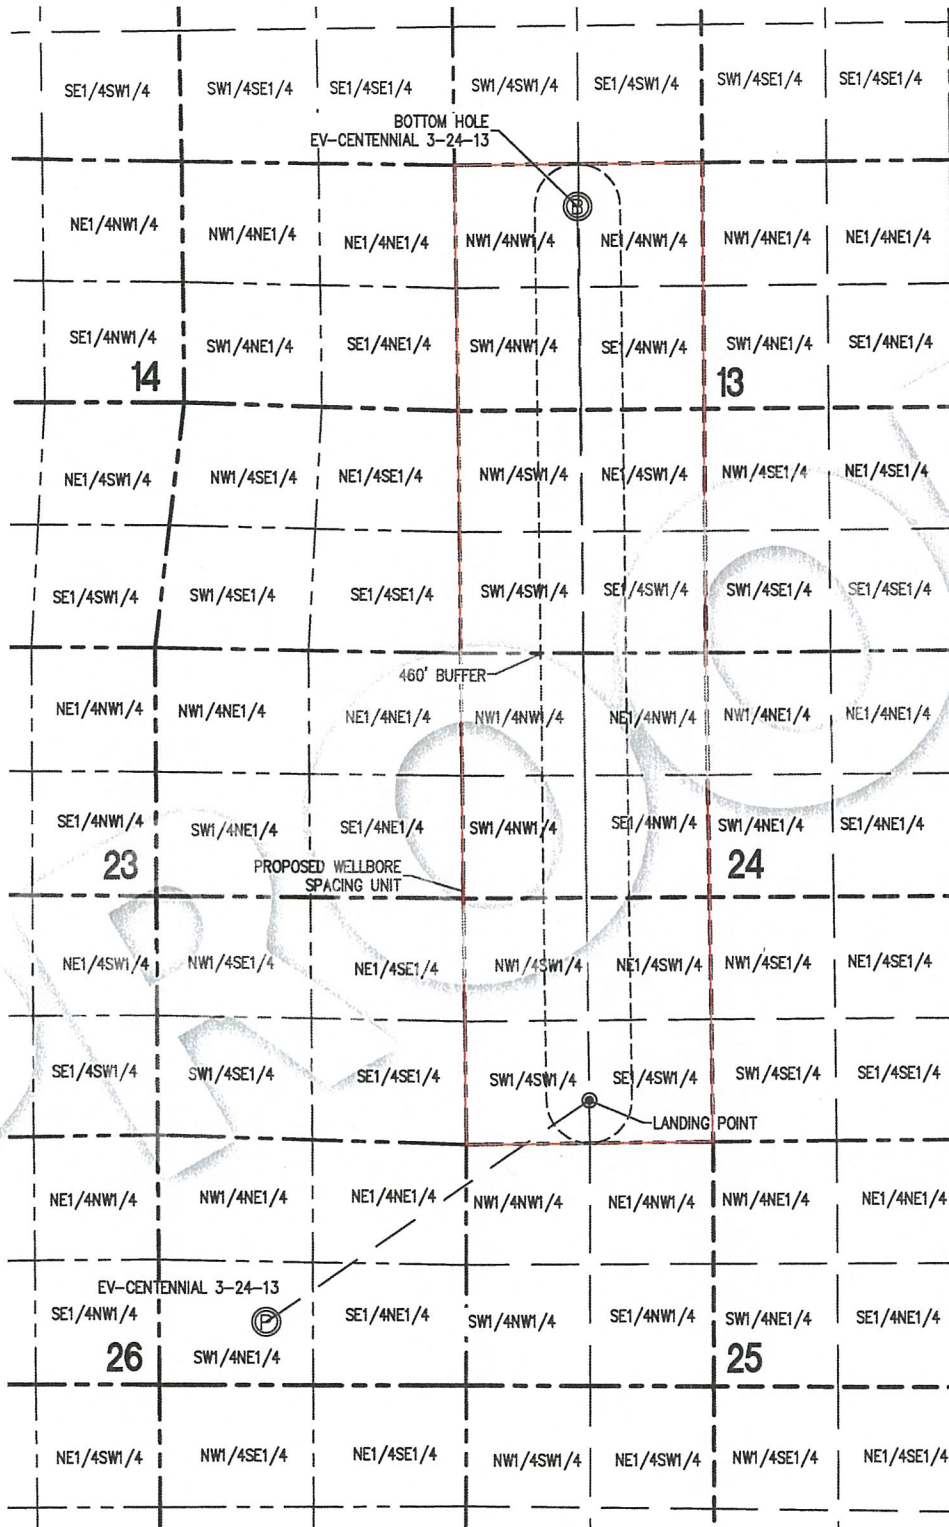 SE1/4SW1/4 SW1/4SE1/4 SE1/4SE1/4 SW1/4SW1/4 SE1/4SW1/4 SW1/4SE1/4 SE1/4SE1/4
BOTTOM HOLE
EV-CENTENNIAL 3-24-13
B
NE1/4NW1/4 NW1/4NE1/4 NE1/4NE1/4 NW1/4NW1/4 NE1/4NW1/4 NW1/4NE1/4 NE1/4NE1/4
SE1/4NW1/4 SW1/4NE1/4 SE1/4NE1/4 SW1/4NW1/4 SE1/4NW1/4 SW1/4NE1/4 SE1/4NE1/4
14 13
NE1/4SW1/4 NW1/4SE1/4 NE1/4SE1/4 NW1/4SW1/4 NE1/4SW1/4 NW1/4SE1/4 NE1/4SE1/4
SE1/4SW1/4 SW1/4SE1/4 SE1/4SE1/4 SW1/4SW1/4 SE1/4SW1/4 SW1/4SE1/4 SE1/4SE1/4
460' BUFFER
NE1/4NW1/4 NW1/4NE1/4 NE1/4NE1/4 NW1/4NW1/4 NE1/4NW1/4 NW1/4NE1/4 NE1/4NE1/4
SE1/4NW1/4 SW1/4NE1/4 SE1/4NE1/4 SW1/4NW1/4 SE1/4NW1/4 SW1/4NE1/4 SE1/4NE1/4
23 24
PROPOSED WELLBORE
SPACING UNIT
NE1/4SW1/4 NW1/4SE1/4 NE1/4SE1/4 NW1/4SW1/4 NE1/4SW1/4 NW1/4SE1/4 NE1/4SE1/4
SE1/4SW1/4 SW1/4SE1/4 SE1/4SE1/4 SW1/4SW1/4 SE1/4SW1/4 SW1/4SE1/4 SE1/4SE1/4
LANDING POINT
NE1/4NW1/4 NW1/4NE1/4 NE1/4NE1/4 NW1/4NW1/4 NE1/4NW1/4 NW1/4NE1/4 NE1/4NE1/4
EV-CENTENNIAL 3-24-13
P
SE1/4NW1/4 SW1/4NE1/4 SE1/4NE1/4 SW1/4NW1/4 SE1/4NW1/4 SW1/4NE1/4 SE1/4NE1/4
26 25
NE1/4SW1/4 NW1/4SE1/4 NE1/4SE1/4 NW1/4SW1/4 NE1/4SW1/4 NW1/4SE1/4 NE1/4SE1/4